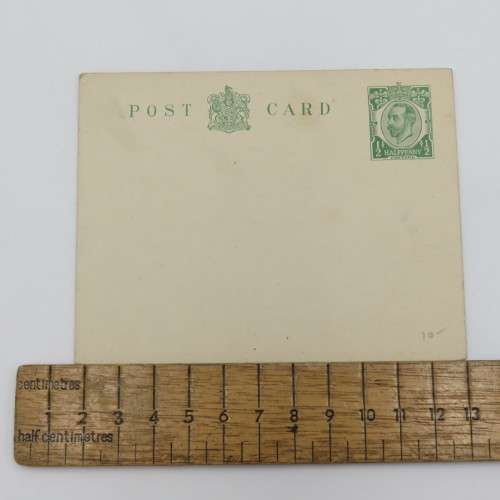 POST CARD
½ HALFPENNY ½
10-
centimetres
1 2 3 4 5 6 7 8 9 10 11 12 13
half centimetres